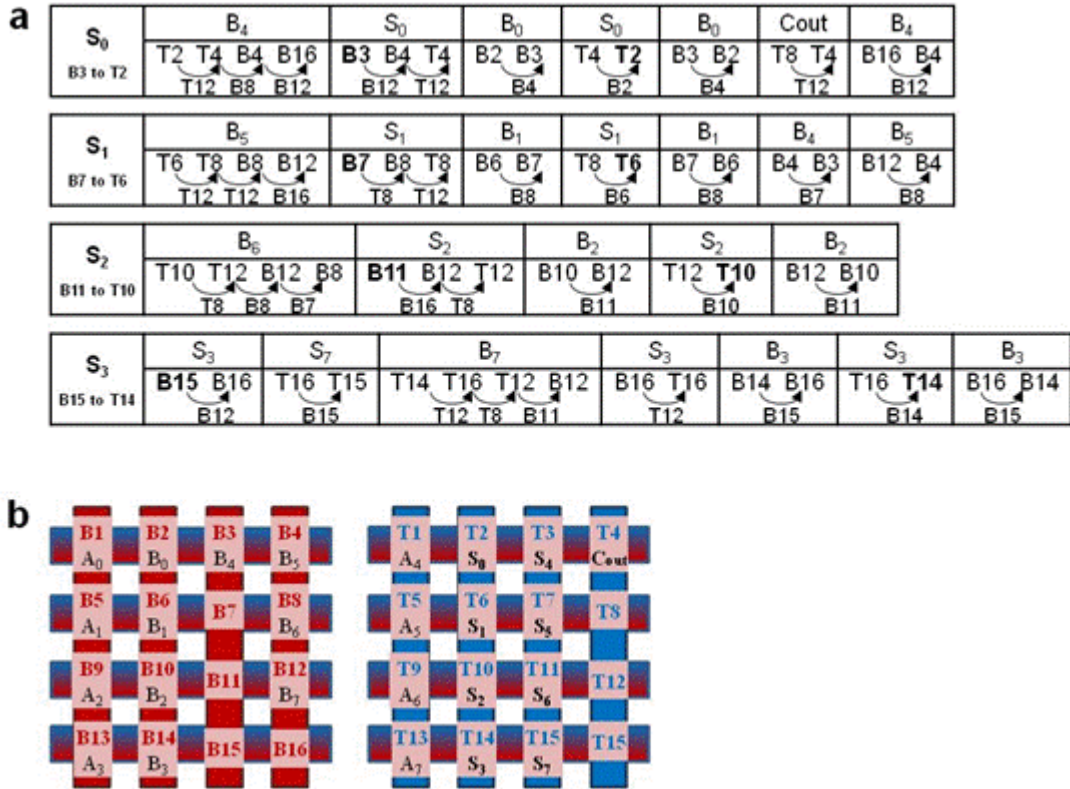 a
B₄ S₀ B₀ S₀ B₀ Cout B₄
S₀
B3 to T2
T2 T4 B4 B16 B3 B4 T4 B2 B3 T4 T2 B3 B2 T8 T4 B16 B4
T12 B8 B12 B12 T12 B4 B2 B4 T12 B12
B₅ S₁ B₁ S₁ B₁ B₄ B₅
S₁
B7 to T6
T6 T8 B8 B12 B7 B8 T8 B6 B7 T8 T6 B7 B6 B4 B3 B12 B4
T12 T12 B16 T8 T12 B8 B6 B8 B7 B8
B₆ S₂ B₂ S₂ B₂
S₂
B11 to T10
T10 T12 B12 B8 B11 B12 T12 B10 B12 T12 T10 B12 B10
T8 B8 B7 B16 T8 B11 B10 B11
S₃ S₇ B₇ S₃ B₃ S₃ B₃
S₃
B15 to T14
B15 B16 T16 T15 T14 T16 T12 B12 B16 T16 B14 B16 T16 T14 B16 B14
B12 B15 T12 T8 B11 T12 B15 B14 B15
b
B1 B2 B3 B4 T1 T2 T3 T4
A₀ B₀ B₄ B₅ A₄ S₀ S₄ Cout
B5 B6 B7 B8 T5 T6 T7 T8
A₁ B₁ B₆ A₅ S₁ S₅
B9 B10 B11 B12 T9 T10 T11 T12
A₂ B₂ B₇ A₆ S₂ S₆
B13 B14 B15 B16 T13 T14 T15 T15
A₃ B₃ A₇ S₃ S₇